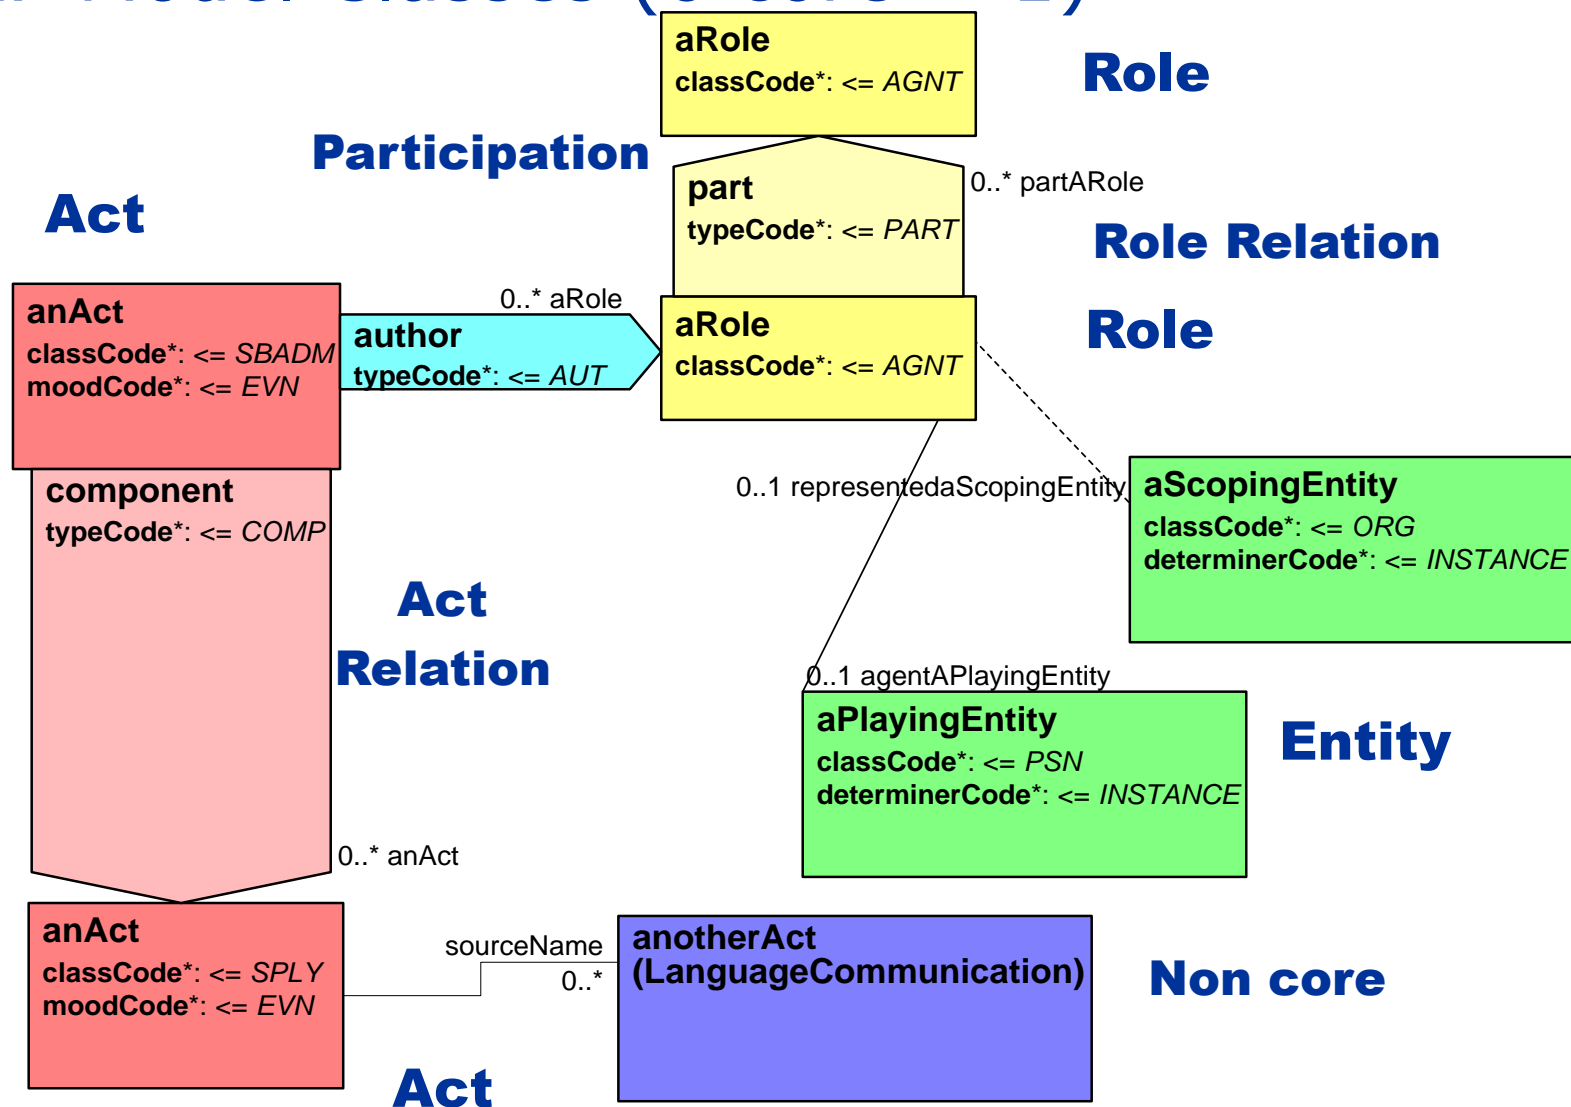 Model Classes (
aRole
classCode*: <= AGNT
Role
Participation
part
typeCode*: <= PART
0..* partARole
Act
Role Relation
anAct
classCode*: <= SBADM
moodCode*: <= EVN
0..* aRole
author
typeCode*: <= AUT
aRole
classCode*: <= AGNT
Role
component
typeCode*: <= COMP
0..1 representedaScopingEntity
aScopingEntity
classCode*: <= ORG
determinerCode*: <= INSTANCE
Act
Relation
0..1 agentAPlayingEntity
aPlayingEntity
classCode*: <= PSN
determinerCode*: <= INSTANCE
Entity
0..* anAct
anAct
classCode*: <= SPLY
moodCode*: <= EVN
sourceName
0..*
anotherAct
(LanguageCommunication)
Non core
Act